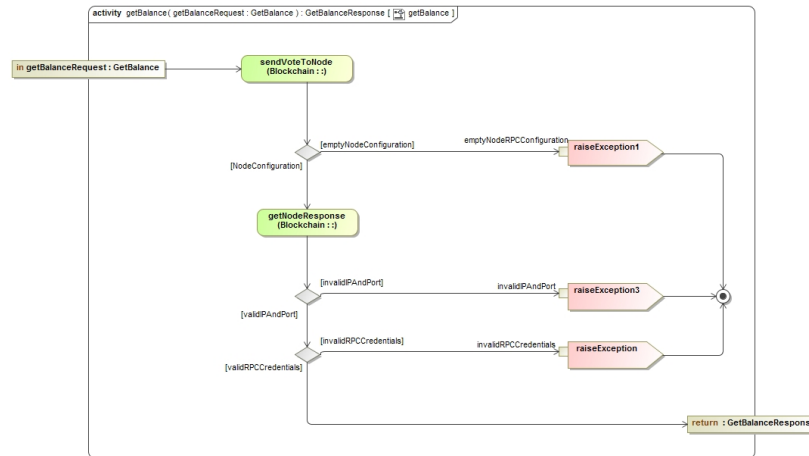 activity getBalance( getBalanceRequest : GetBalance ) : GetBalanceResponse [ getBalance ]
in getBalanceRequest : GetBalance
sendVoteToNode
(Blockchain : :)
[emptyNodeConfiguration]
emptyNodeRPCConfiguration
raiseException1
[NodeConfiguration]
getNodeResponse
(Blockchain : :)
[invalidIPAndPort]
invalidIPAndPort
raiseException3
[validIPAndPort]
[invalidRPCCredentials]
invalidRPCCredentials
raiseException
[validRPCCredentials]
return : GetBalanceRespons